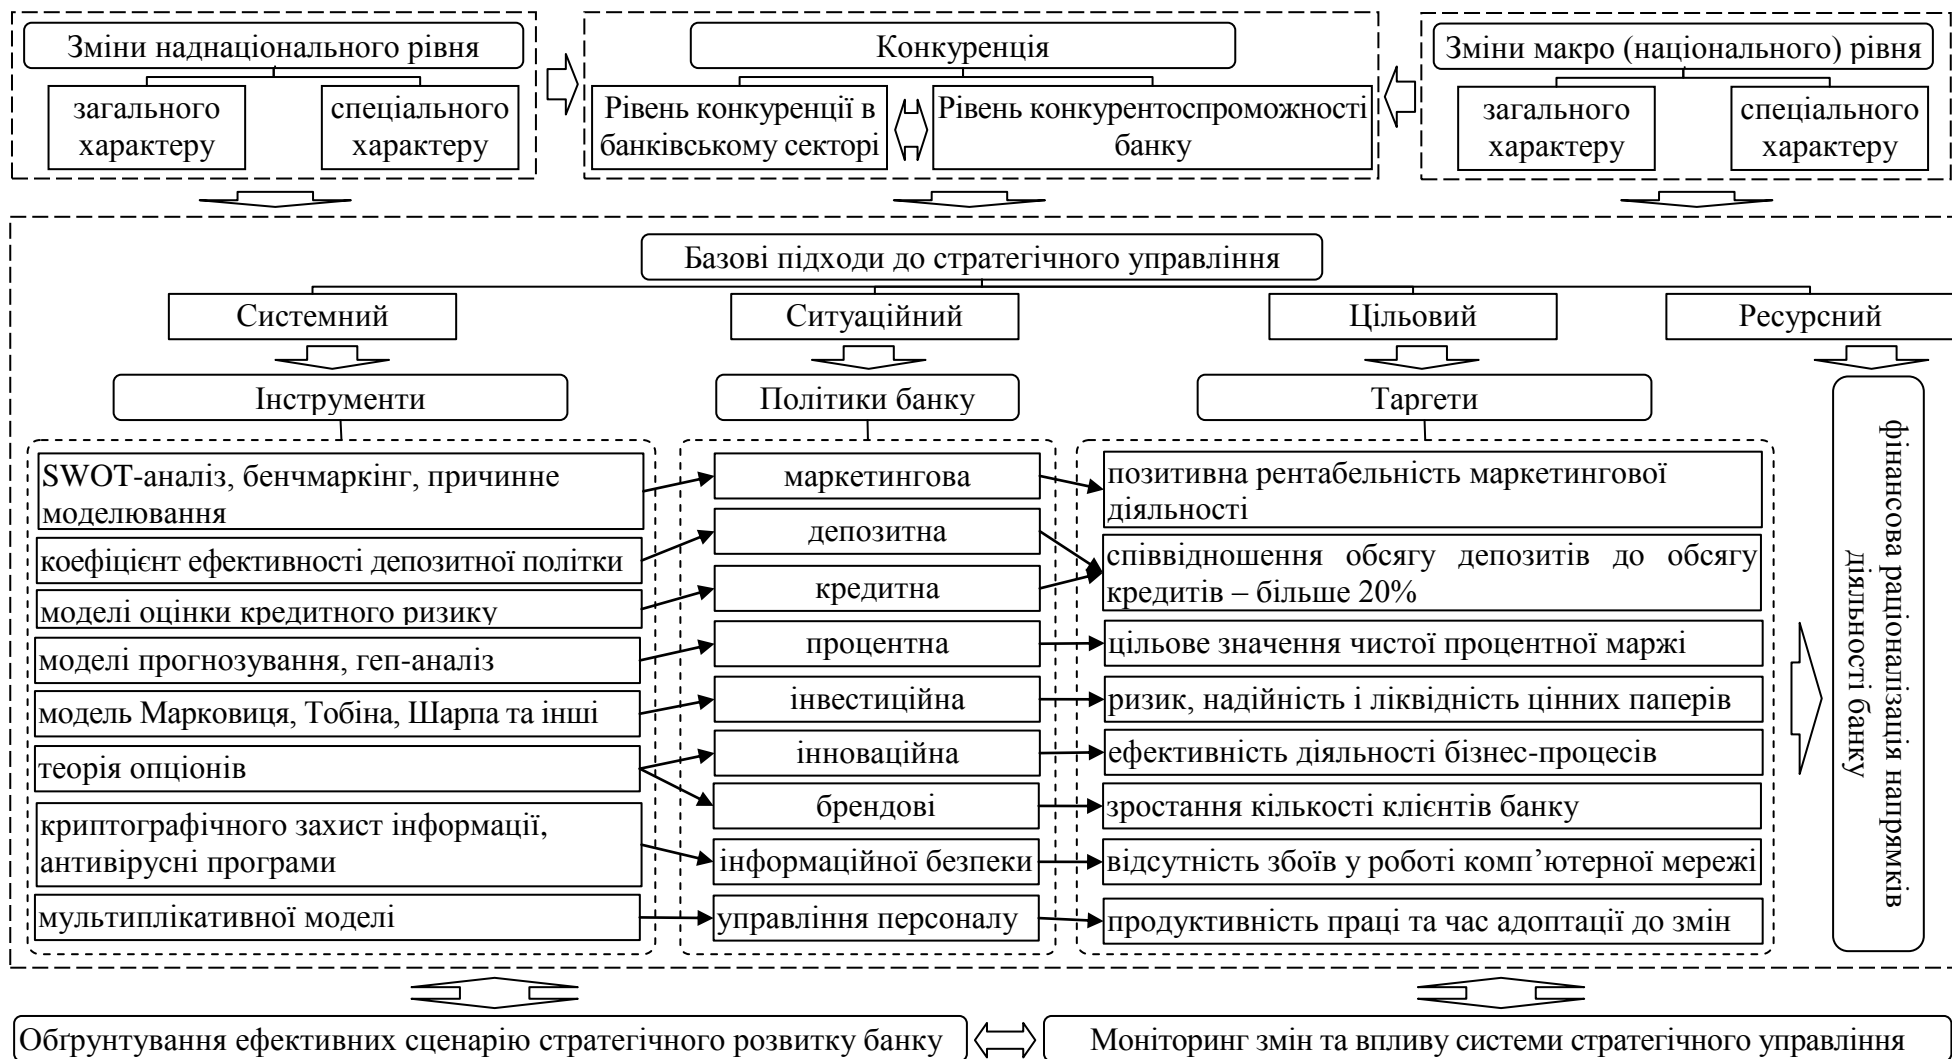 Зміни наднаціонального рівня
загального
характеру
спеціального
характеру
Конкуренція
Рівень конкуренції в
банківському секторі
Рівень конкурентоспроможності
банку
Зміни макро (національного) рівня
загального
характеру
спеціального
характеру
Базові підходи до стратегічного управління
Системний
Ситуаційний
Цільовий
Ресурсний
Інструменти
Політики банку
Таргети
SWOT-аналіз, бенчмаркінг, причинне
моделювання
коефіцієнт ефективності депозитної політки
моделі оцінки кредитного ризику
моделі прогнозування, геп-аналіз
модель Марковиця, Тобіна, Шарпа та інші
теорія опціонів
криптографічного захист інформації,
антивірусні програми
мультиплікативної моделі
маркетингова
депозитна
кредитна
процентна
інвестиційна
інноваційна
брендові
інформаційної безпеки
управління персоналу
позитивна рентабельність маркетингової
діяльності
співвідношення обсягу депозитів до обсягу
кредитів – більше 20%
цільове значення чистої процентної маржі
ризик, надійність і ліквідність цінних паперів
ефективність діяльності бізнес-процесів
зростання кількості клієнтів банку
відсутність збоїв у роботі комп’ютерної мережі
продуктивність праці та час адоптації до змін
фінансова раціоналізація напрямків
діяльності банку
Обґрунтування ефективних сценарію стратегічного розвитку банку
Моніторинг змін та впливу системи стратегічного управління